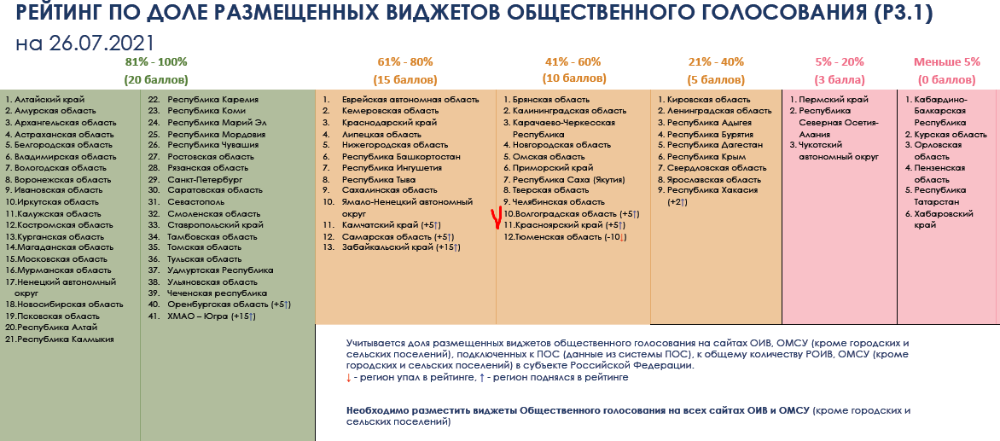 РЕЙТИНГ ПО ДОЛЕ РАЗМЕЩЕННЫХ ВИДЖЕТОВ ОБЩЕСТВЕННОГО ГОЛОСОВАНИЯ (Р3.1)
на 26.07.2021
81% - 100%
(20 баллов)
1. Алтайский край
2. Амурская область
3. Архангельская область
4. Астраханская область
5. Белгородская область
6. Владимирская область
7. Вологодская область
8. Воронежская область
9. Ивановская область
10.Иркутская область
11.Калужская область
12.Костромская область
13.Курганская область
14.Магаданская область
15.Московская область
16.Мурманская область
17.Ненецкий автономный
округ
18.Новосибирская область
19.Псковская область
20.Республика Алтай
21.Республика Калмыкия
22. Республика Карелия
23. Республика Коми
24. Республика Марий Эл
25. Республика Мордовия
26. Республика Чувашия
27. Ростовская область
28. Рязанская область
29. Санкт-Петербург
30. Саратовская область
31. Севастополь
32. Смоленская область
33. Ставропольский край
34. Тамбовская область
35. Томская область
36. Тульская область
37. Удмуртская Республика
38. Ульяновская область
39. Чеченская республика
40. Оренбургская область (+5↑)
41. ХМАО – Югра (+15↑)
61% - 80%
(15 баллов)
1. Еврейская автономная область
2. Кемеровская область
3. Краснодарский край
4. Липецкая область
5. Нижегородская область
6. Республика Башкортостан
7. Республика Ингушетия
8. Республика Тыва
9. Сахалинская область
10. Ямало-Ненецкий автономный
округ
11. Камчатский край (+5↑)
12. Самарская область (+5↑)
13. Забайкальский край (+15↑)
41% - 60%
(10 баллов)
1. Брянская область
2. Калининградская область
3. Карачаево-Черкесская
Республика
4. Новгородская область
5. Омская область
6. Приморский край
7. Республика Саха (Якутия)
8. Тверская область
9. Челябинская область
10.Волгоградская область (+5↑)
11.Красноярский край (+5↑)
12.Тюменская область (-10↓)
21% - 40%
(5 баллов)
1. Кировская область
2. Ленинградская область
3. Республика Адыгея
4. Республика Бурятия
5. Республика Дагестан
6. Республика Крым
7. Свердловская область
8. Ярославская область
9. Республика Хакасия
(+2↑)
5% - 20%
(3 балла)
1. Пермский край
2. Республика
Северная Осетия-
Алания
3. Чукотский
автономный округ
Меньше 5%
(0 баллов)
1. Кабардино-
Балкарская
Республика
2. Курская область
3. Орловская
область
4. Пензенская
область
5. Республика
Татарстан
6. Хабаровский
край
Учитывается доля размещенных виджетов общественного голосования на сайтах ОИВ, ОМСУ (кроме городских и
сельских поселений), подключенных к ПОС (данные из системы ПОС), к общему количеству РОИВ, ОМСУ (кроме
городских и сельских поселений) в субъекте Российской Федерации.
↓ - регион упал в рейтинге, ↑ - регион поднялся в рейтинге
Необходимо разместить виджеты Общественного голосования на всех сайтах ОИВ и ОМСУ (кроме городских и
сельских поселений)